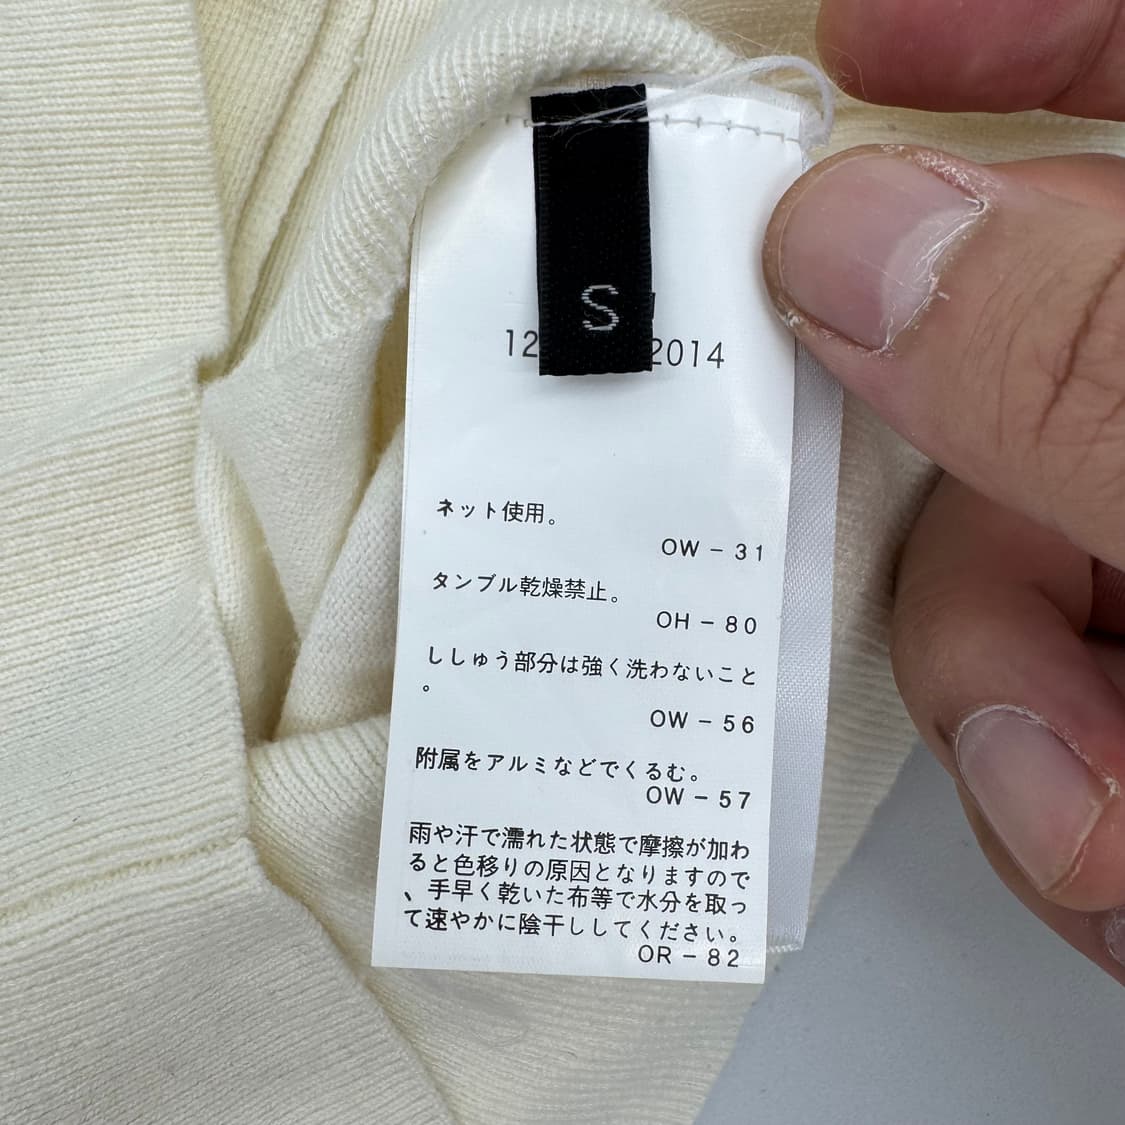 S
12 2014
ネット使用。
OW-31
タンブル乾燥禁止。
OH-80
ししゅう部分は強く洗わないこと
。
OW-56
附属をアルミなどでくるむ。
OW-57
雨や汗で濡れた状態で摩擦が加わ
ると色移りの原因となりますので
、手早く乾いた布等で水分を取っ
て速やかに陰干ししてください。
OR-82